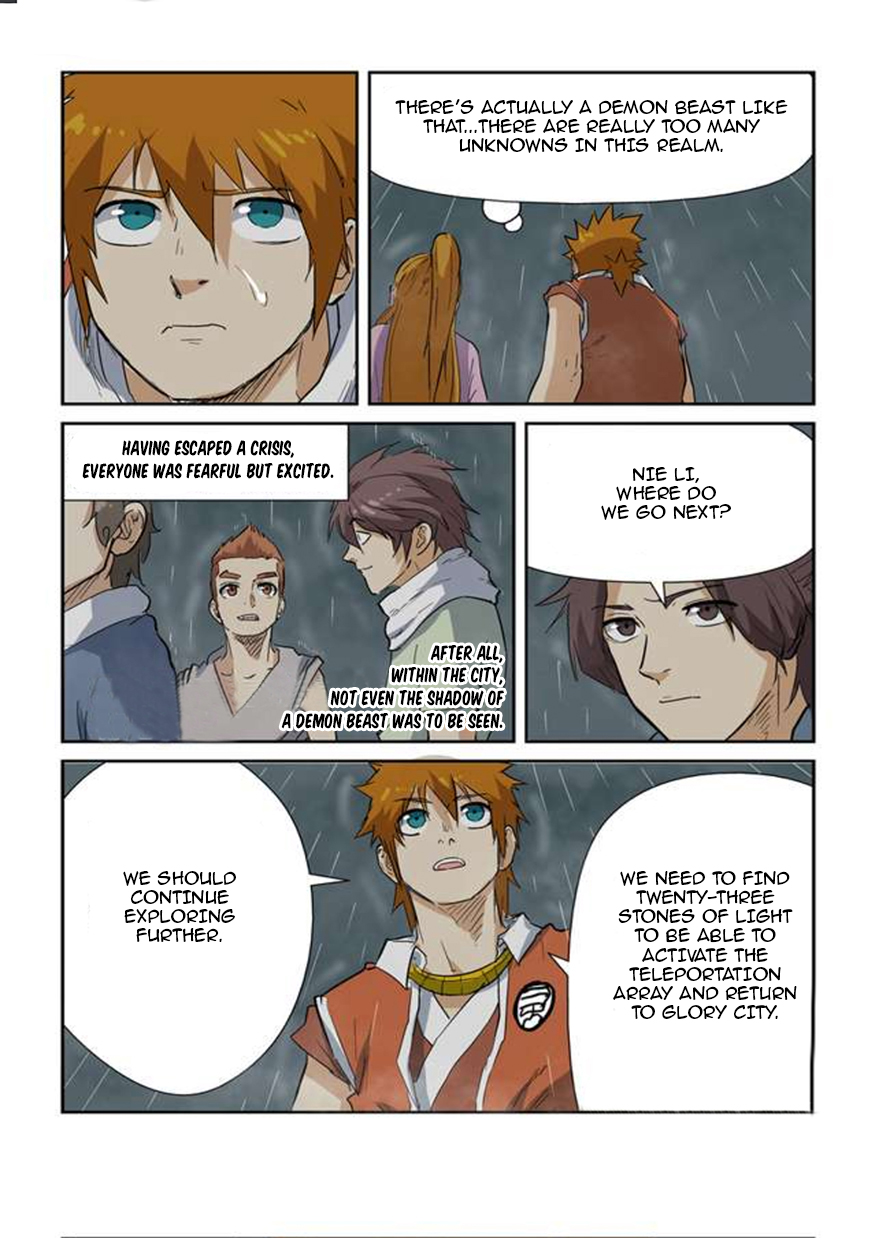 THERE'S ACTUALLY A DEMON BEAST LIKE
THAT...THERE ARE REALLY TOO MANY
UNKNOWNS IN THIS REALM.
HAVING ESCAPED A CRISIS,
EVERYONE WAS FEARFUL BUT EXCITED.
AFTER ALL,
WITHIN THE CITY,
NOT EVEN THE SHADOW OF
A DEMON BEAST WAS TO BE SEEN.
NIE LI,
WHERE DO
WE GO NEXT?
WE SHOULD
CONTINUE
EXPLORING
FURTHER.
WE NEED TO FIND
TWENTY-THREE
STONES OF LIGHT
TO BE ABLE TO
ACTIVATE THE
TELEPORTATION
ARRAY AND RETURN
TO GLORY CITY.